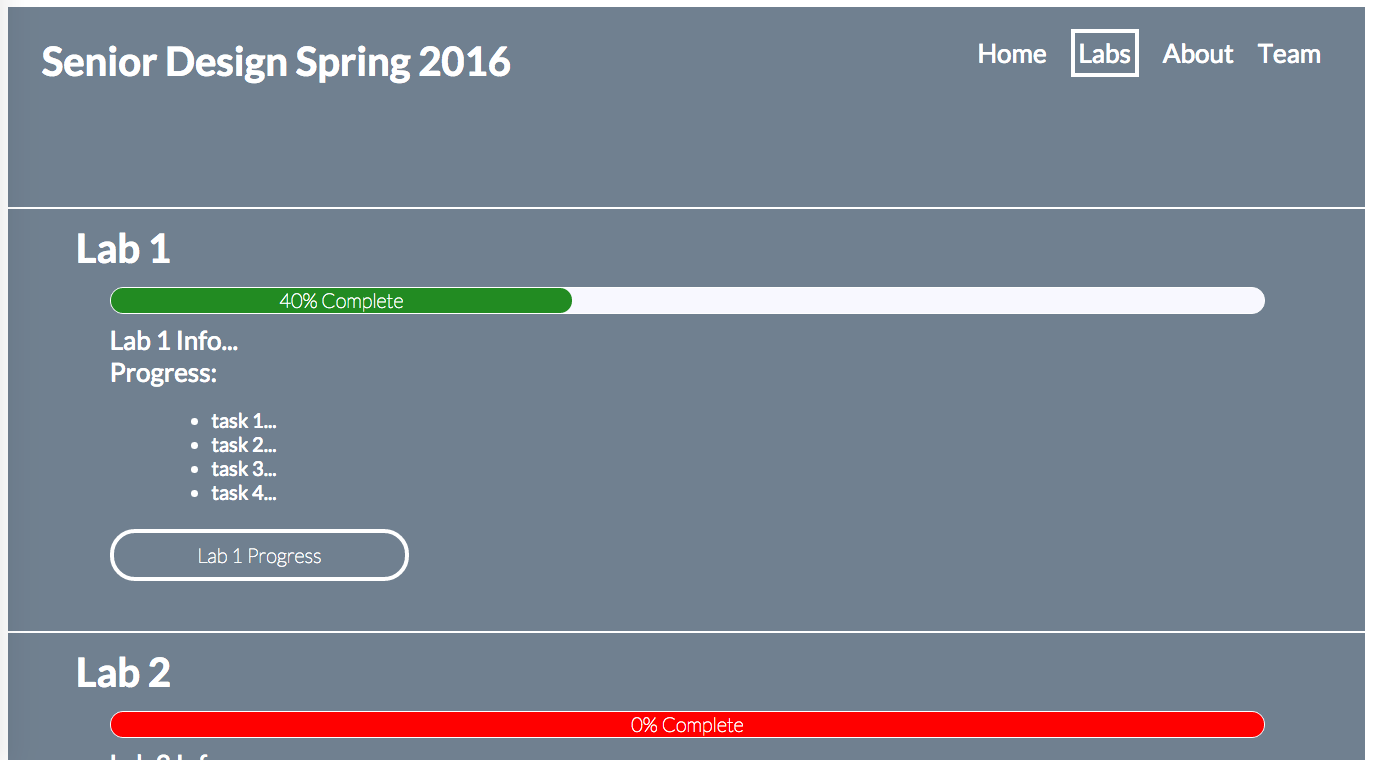 Senior Design Spring 2016
Home Labs About Team
Lab 1
40% Complete
Lab 1 Info...
Progress:
• task 1...
• task 2...
• task 3...
• task 4...
Lab 1 Progress
Lab 2
0% Complete